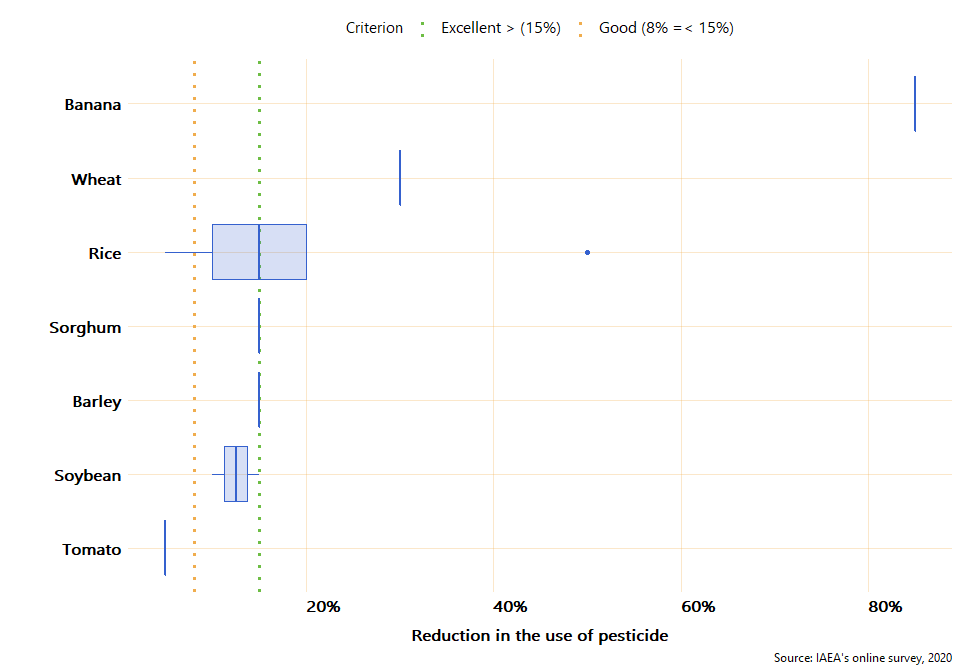 Criterion Excellent > (15%) Good (8% =< 15%)
Banana
Wheat
Rice
Sorghum
Barley
Soybean
Tomato
20% 40% 60% 80%
Reduction in the use of pesticide
Source: IAEA's online survey, 2020